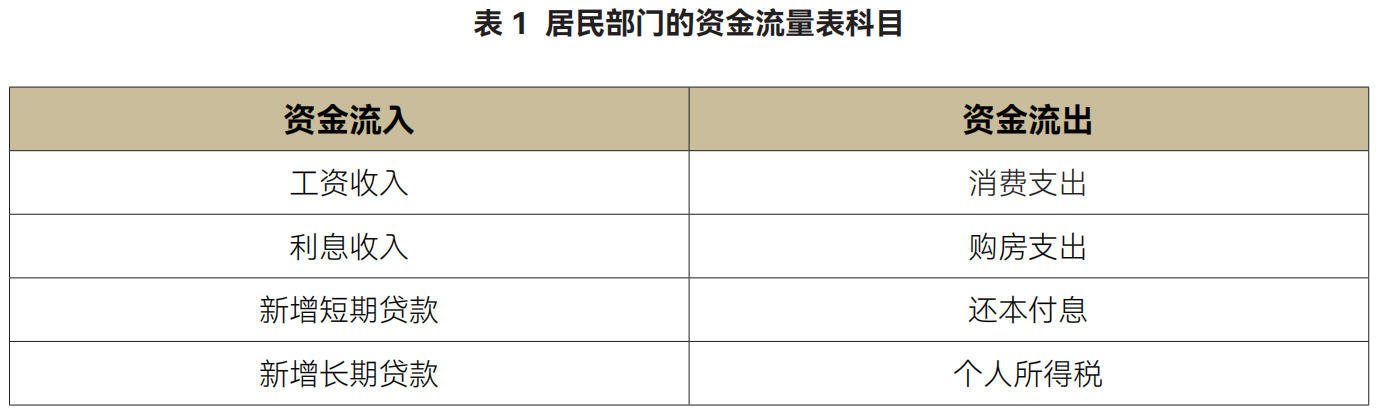 表 1 居民部门的资金流量表科目
资金流入 资金流出
工资收入 消费支出
利息收入 购房支出
新增短期贷款 还本付息
新增长期贷款 个人所得税